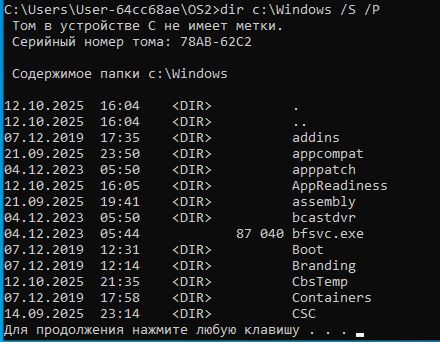 C:\Users\User-64cc68ae\OS2>dir c:\Windows /S /P
Том в устройстве C не имеет метки.
Серийный номер тома: 78AB-62C2
Содержимое папки c:\Windows
12.10.2025  16:04    <DIR>          .
12.10.2025  16:04    <DIR>          ..
07.12.2019  17:35    <DIR>          addins
21.09.2025  23:50    <DIR>          appcompat
04.12.2023  05:50    <DIR>          apppatch
12.10.2025  16:05    <DIR>          AppReadiness
21.09.2025  19:41    <DIR>          assembly
04.12.2023  05:50    <DIR>          bcastdvr
04.12.2023  05:44            87 040 bfsvc.exe
07.12.2019  12:31    <DIR>          Boot
07.12.2019  12:14    <DIR>          Branding
12.10.2025  21:35    <DIR>          CbsTemp
07.12.2019  17:58    <DIR>          Containers
14.09.2025  23:14    <DIR>          CSC
Для продолжения нажмите любую клавишу . . .